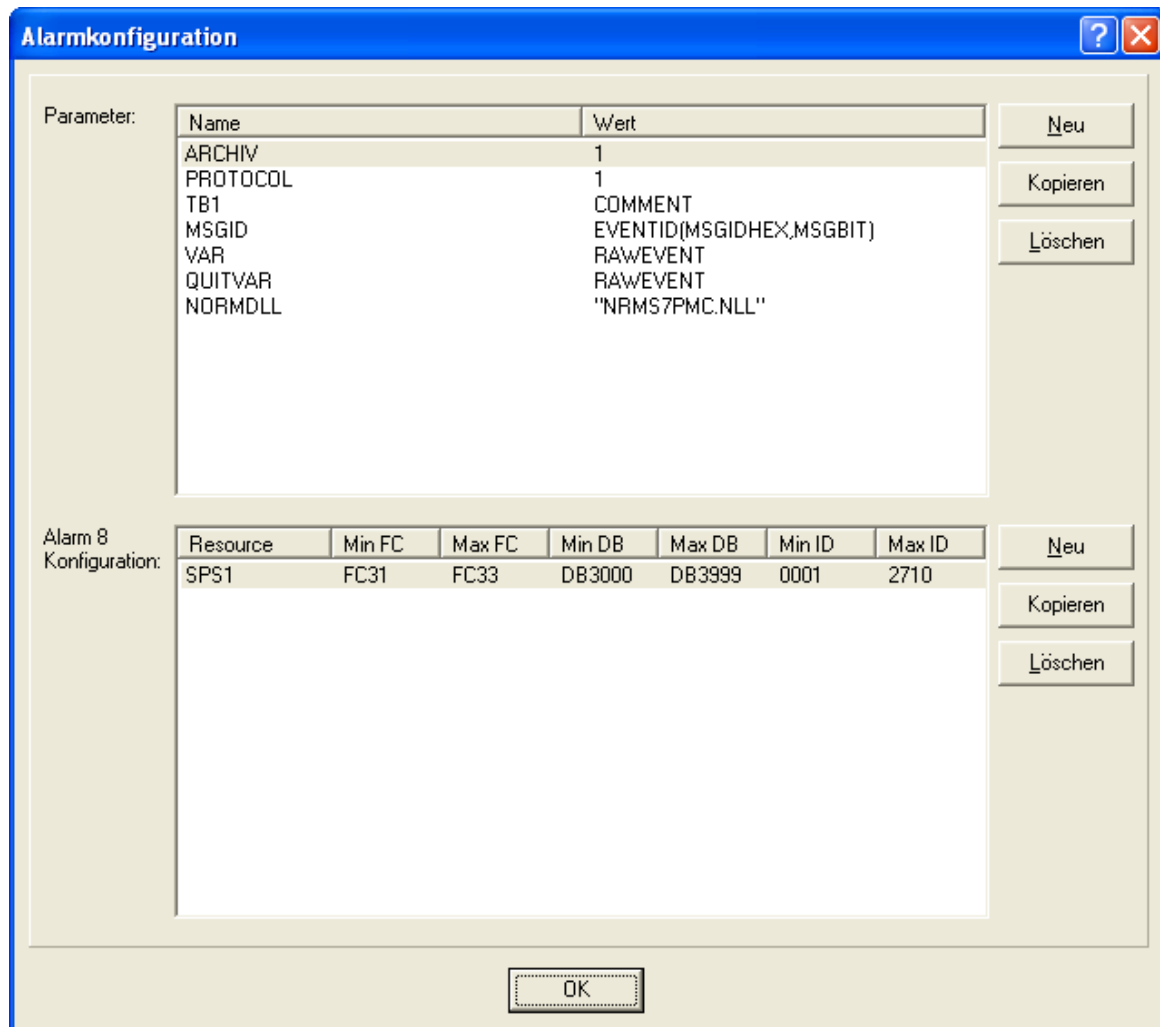 Alarmkonfiguration
Parameter:
Name Wert
ARCHIV 1
PROTOCOL 1
TB1 COMMENT
MSGID EVENTID(MSGIDHEX,MSGBIT)
VAR RAWEVENT
QUITVAR RAWEVENT
NORMDLL "NRMS7PMC.NLL"
Neu
Kopieren
Löschen
Alarm 8
Konfiguration:
Resource Min FC Max FC Min DB Max DB Min ID Max ID
SPS1 FC31 FC33 DB3000 DB3999 0001 2710
Neu
Kopieren
Löschen
OK